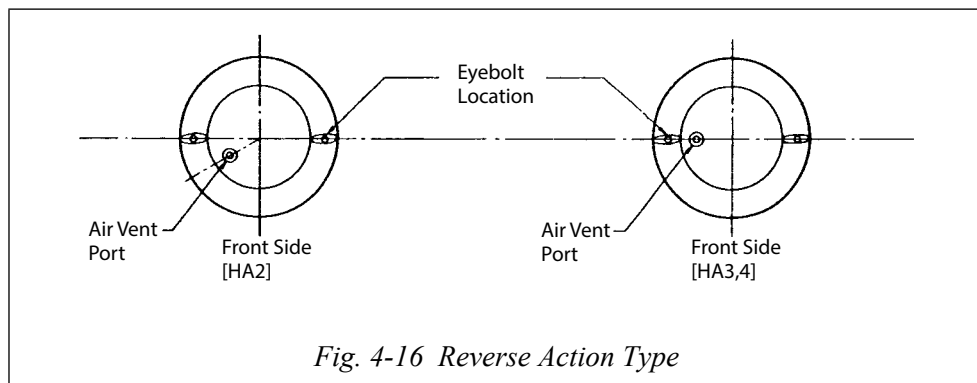 Eyebolt
Location
Air Vent
Port
Front Side
[HA2]
Air Vent
Port
Front Side
[HA3,4]
Fig. 4-16 Reverse Action Type